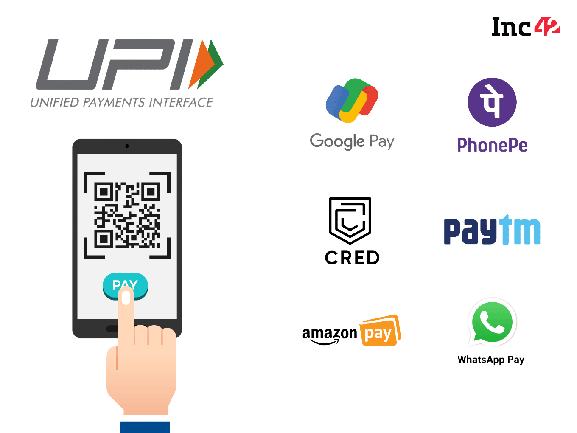 Inc42
UPI
UNIFIED PAYMENTS INTERFACE
Google Pay
पे
PhonePe
PAY
CRED
paytm
amazon pay
WhatsApp Pay